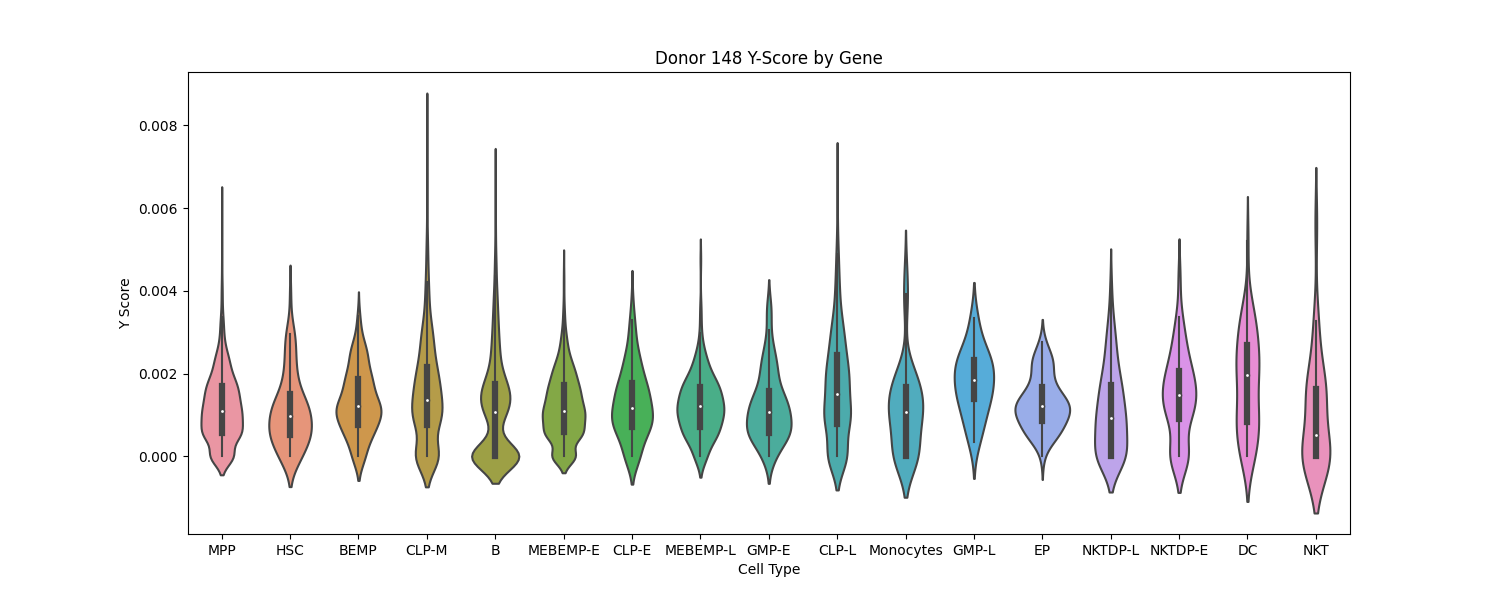 Donor 148 Y-Score by Gene
Y Score
0.008
0.006
0.004
0.002
0.000
MPP HSC BEMP CLP-M B MEBEMP-E CLP-E MEBEMP-L GMP-E CLP-L Monocytes GMP-L EP NKTDP-L NKTDP-E DC NKT
Cell Type